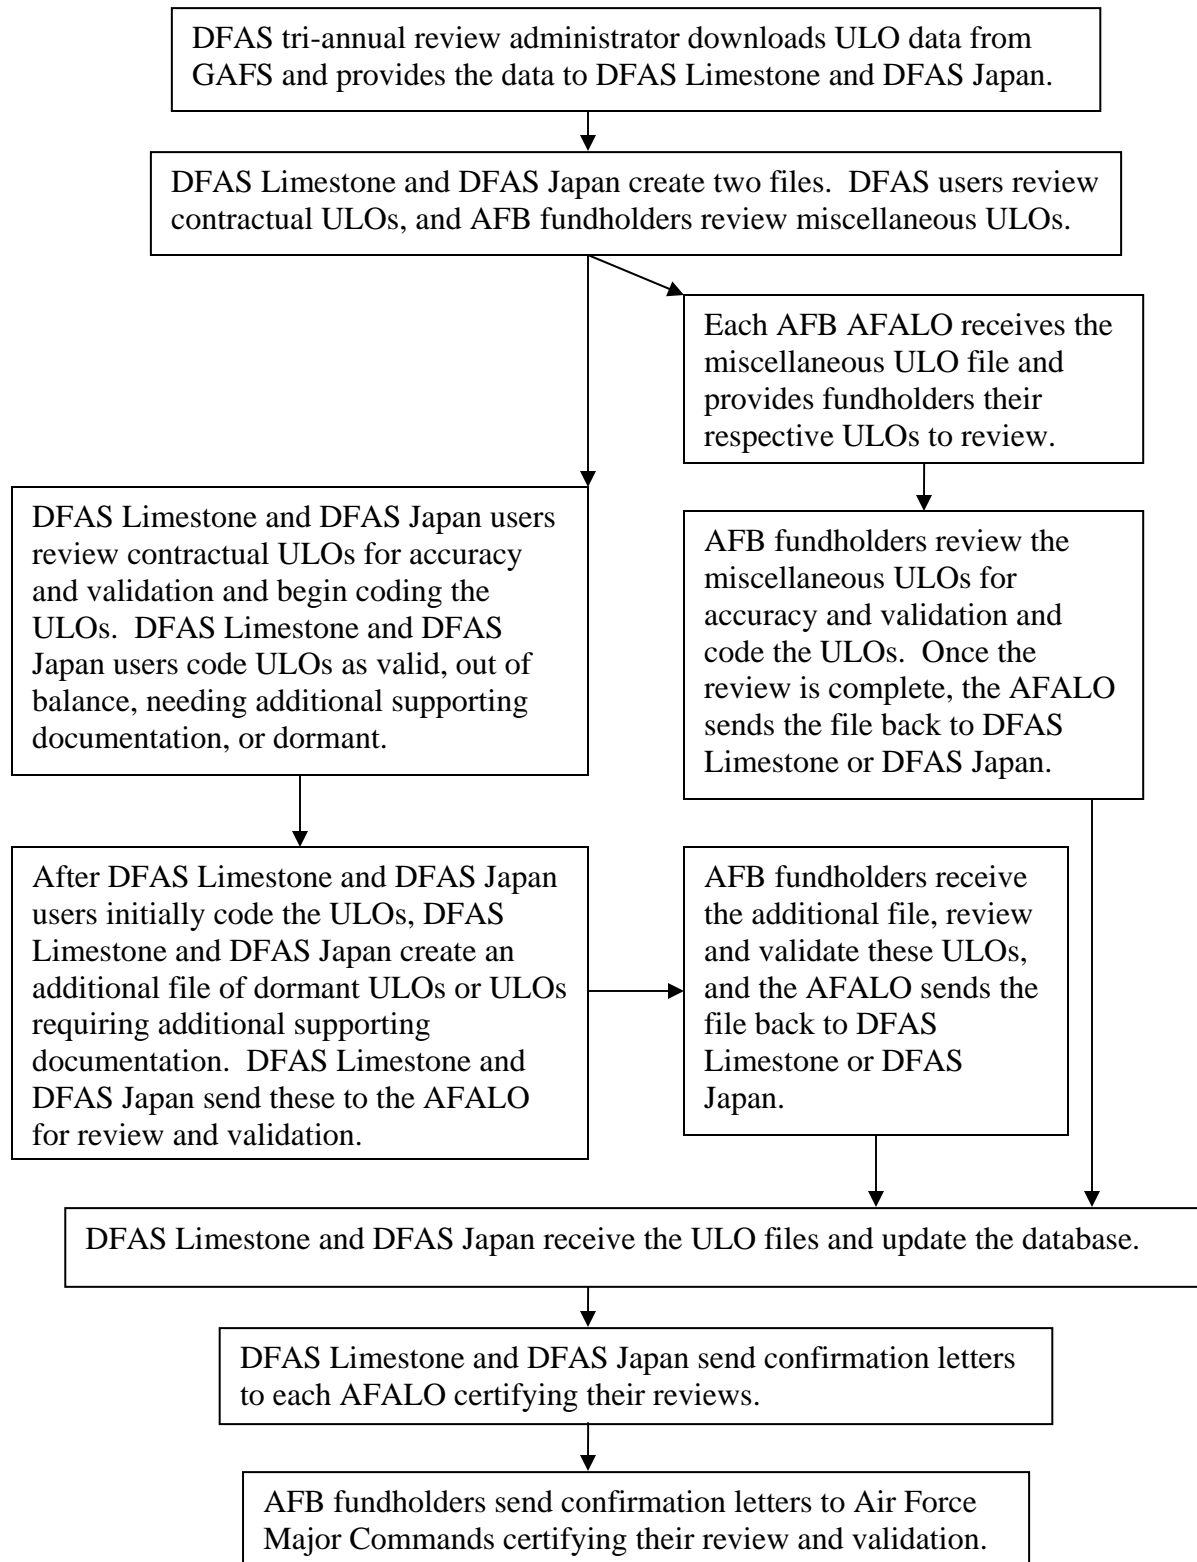 DFAS tri-annual review administrator downloads ULO data from
GAFS and provides the data to DFAS Limestone and DFAS Japan.
DFAS Limestone and DFAS Japan create two files.  DFAS users review
contractual ULOs, and AFB fundholders review miscellaneous ULOs.
Each AFB AFALO receives the
miscellaneous ULO file and
provides fundholders their
respective ULOs to review.
DFAS Limestone and DFAS Japan users
review contractual ULOs for accuracy
and validation and begin coding the
ULOs.  DFAS Limestone and DFAS
Japan users code ULOs as valid, out of
balance, needing additional supporting
documentation, or dormant.
AFB fundholders review the
miscellaneous ULOs for
accuracy and validation and
code the ULOs.  Once the
review is complete, the AFALO
sends the file back to DFAS
Limestone or DFAS Japan.
After DFAS Limestone and DFAS Japan
users initially code the ULOs, DFAS
Limestone and DFAS Japan create an
additional file of dormant ULOs or ULOs
requiring additional supporting
documentation.  DFAS Limestone and
DFAS Japan send these to the AFALO
for review and validation.
AFB fundholders receive
the additional file, review
and validate these ULOs,
and the AFALO sends the
file back to DFAS
Limestone or DFAS
Japan.
DFAS Limestone and DFAS Japan receive the ULO files and update the database.
DFAS Limestone and DFAS Japan send confirmation letters
to each AFALO certifying their reviews.
AFB fundholders send confirmation letters to Air Force
Major Commands certifying their review and validation.